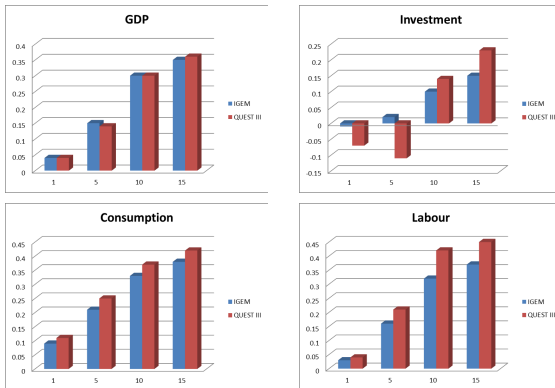 GDP
0.4
0.35
0.3
0.25
0.2
0.15
0.1
0.05
0
1 5 10 15
IGEM
QUEST III
Investment
0.25
0.2
0.15
0.1
0.05
0
-0.05
-0.1
-0.15
1 5 10 15
IGEM
QUEST III
Consumption
0.45
0.4
0.35
0.3
0.25
0.2
0.15
0.1
0.05
0
1 5 10 15
IGEM
QUEST III
Labour
0.45
0.4
0.35
0.3
0.25
0.2
0.15
0.1
0.05
0
1 5 10 15
IGEM
QUEST III